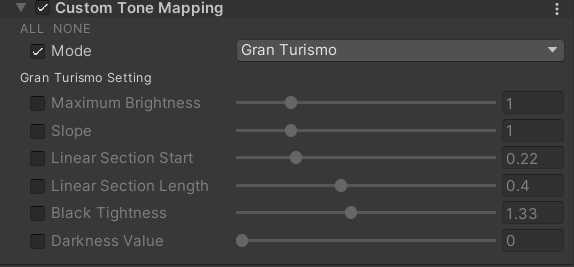 Custom Tone Mapping
ALL NONE
Mode Gran Turismo
Gran Turismo Setting
Maximum Brightness 1
Slope 1
Linear Section Start 0.22
Linear Section Length 0.4
Black Tightness 1.33
Darkness Value 0